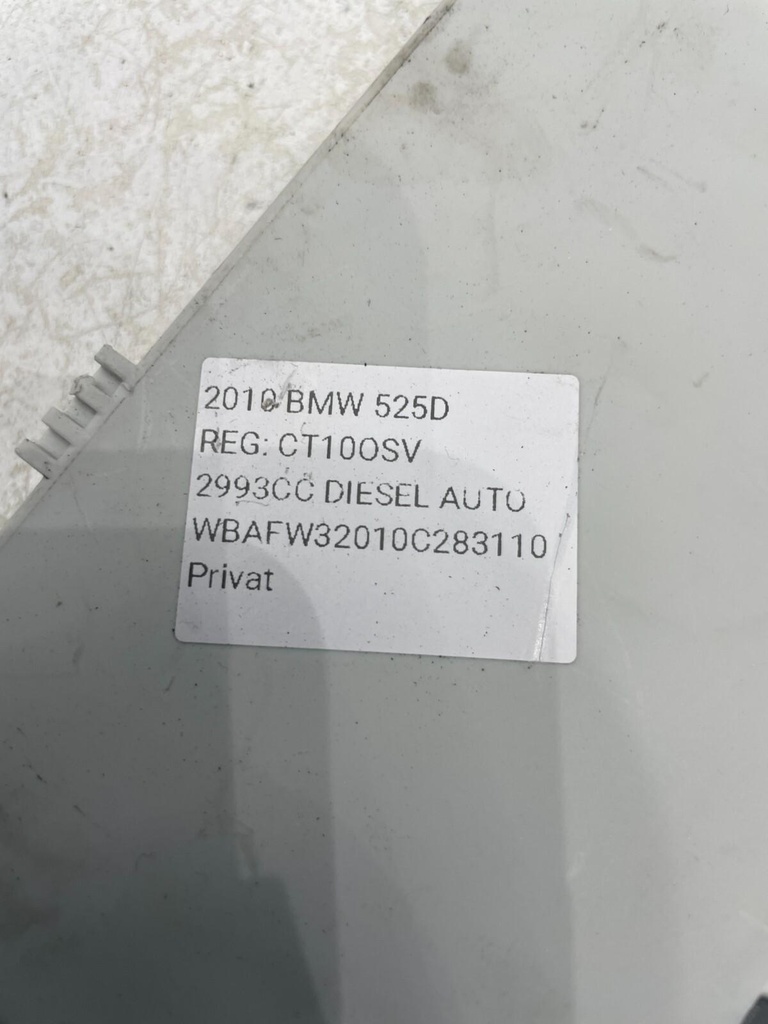 2010 BMW 525D
REG: CT10OSV
2993CC DIESEL AUTO
WBAFW32010C283110
Privat